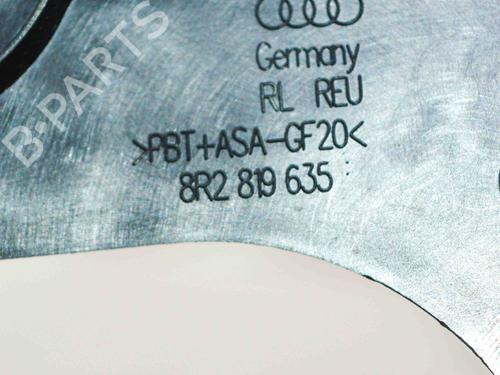 B-PARTS
Germany
RL REU
>PBT+ASA-GF20<
8R2 819 635